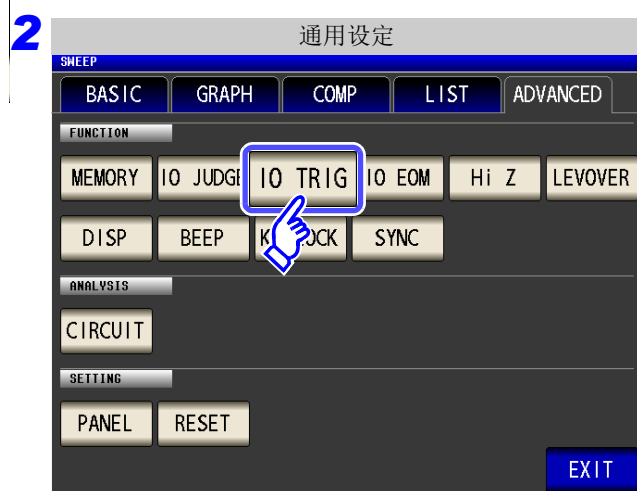 2
通用设定
SWEEP
BASIC GRAPH COMP LIST ADVANCED
FUNCTION
MEMORY IO JUDGE IO TRIG IO EOM Hi Z LEVOVER
DISP BEEP SYNC
ANALYSIS
CIRCUIT
SETTING
PANEL RESET
EXIT